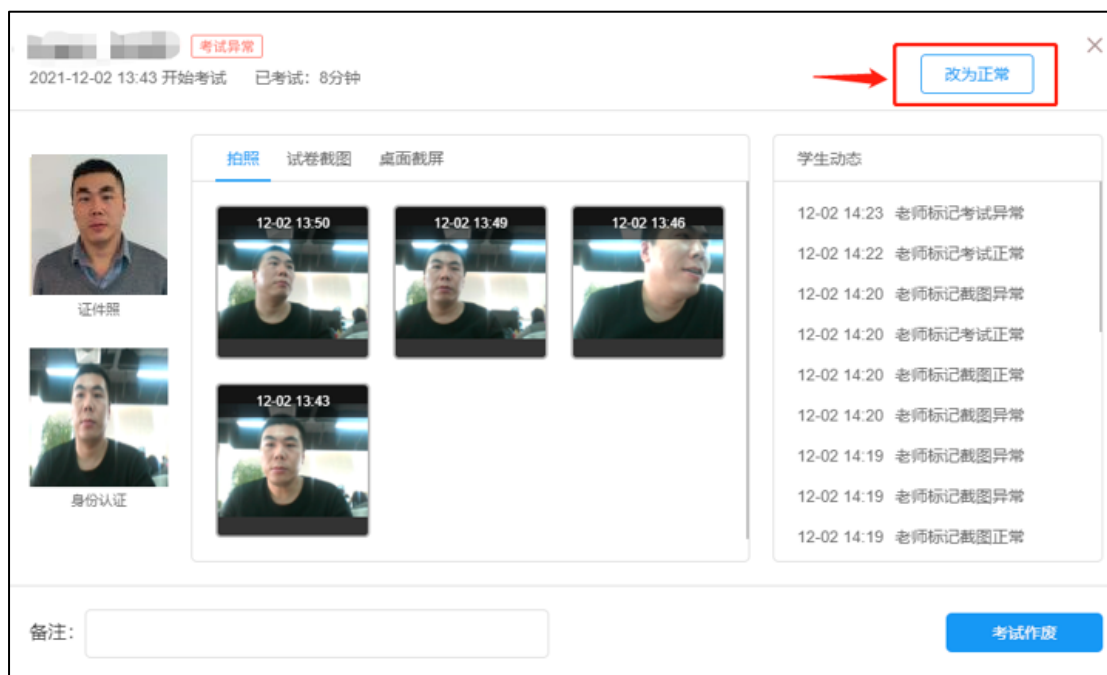 考试异常
改为正常
2021-12-02 13:43 开始考试 已考试：8分钟
拍照 试卷截图 桌面截屏
学生动态
12-02 13:50
12-02 13:49
12-02 13:46
12-02 13:43
证件照
身份认证
12-02 14:23 老师标记考试异常
12-02 14:22 老师标记考试正常
12-02 14:20 老师标记截图异常
12-02 14:20 老师标记考试正常
12-02 14:20 老师标记截图正常
12-02 14:20 老师标记截图异常
12-02 14:19 老师标记截图异常
12-02 14:19 老师标记截图异常
12-02 14:19 老师标记截图正常
备注：
考试作废